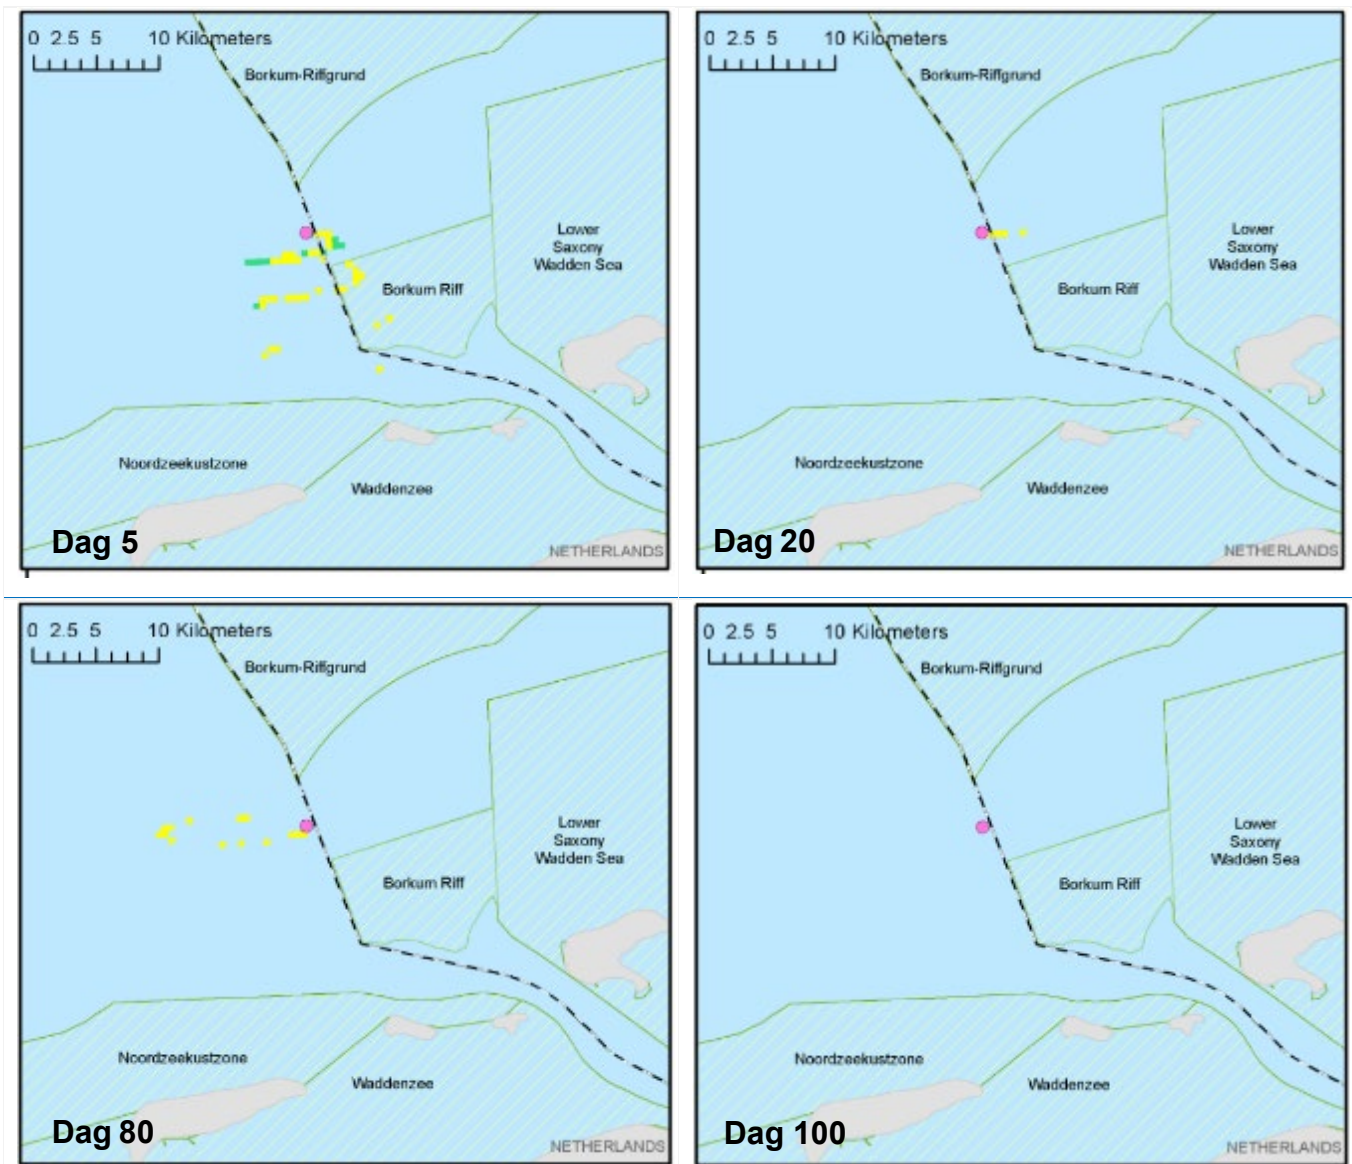 0 2.5 5 10 Kilometers
Borkum-Riffgrund
Lower
Saxony
Wadden Sea
Borkum Riff
Noordzeekustzone
Waddenzee
Dag 5
NETHERLANDS
0 2.5 5 10 Kilometers
Borkum-Riffgrund
Lower
Saxony
Wadden Sea
Borkum Riff
Noordzeekustzone
Waddenzee
Dag 20
NETHERLANDS
0 2.5 5 10 Kilometers
Borkum-Riffgrund
Lower
Saxony
Wadden Sea
Borkum Riff
Noordzeekustzone
Waddenzee
Dag 80
NETHERLANDS
0 2.5 5 10 Kilometers
Borkum-Riffgrund
Lower
Saxony
Wadden Sea
Borkum Riff
Noordzeekustzone
Waddenzee
Dag 100
NETHERLANDS